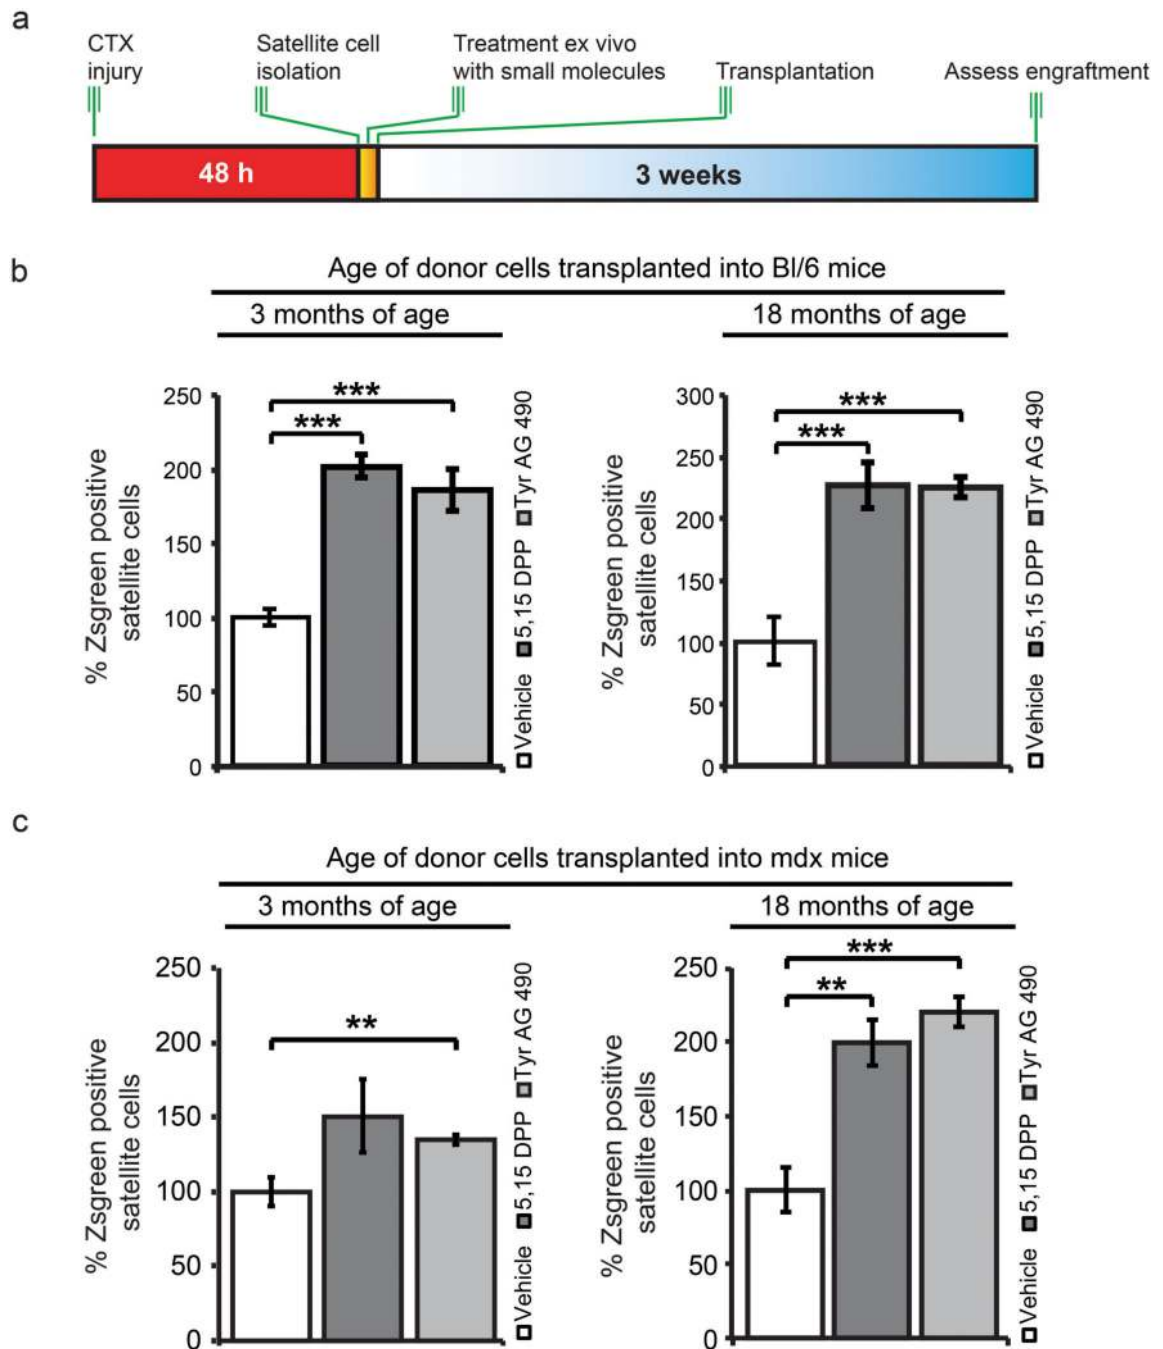 a
CTX
injury
Satellite cell
isolation
Treatment ex vivo
with small molecules
Transplantation
Assess engraftment
48 h
3 weeks
b
Age of donor cells transplanted into Bl/6 mice
3 months of age
% Zsgreen positive
satellite cells
250
200
150
100
50
0
***
***
Vehicle 5,15 DPP Tyr AG 490
18 months of age
% Zsgreen positive
satellite cells
300
250
200
150
100
50
0
***
***
Vehicle 5,15 DPP Tyr AG 490
c
Age of donor cells transplanted into mdx mice
3 months of age
% Zsgreen positive
satellite cells
250
200
150
100
50
0
**
Vehicle 5,15 DPP Tyr AG 490
18 months of age
% Zsgreen positive
satellite cells
250
200
150
100
50
0
***
**
Vehicle 5,15 DPP Tyr AG 490